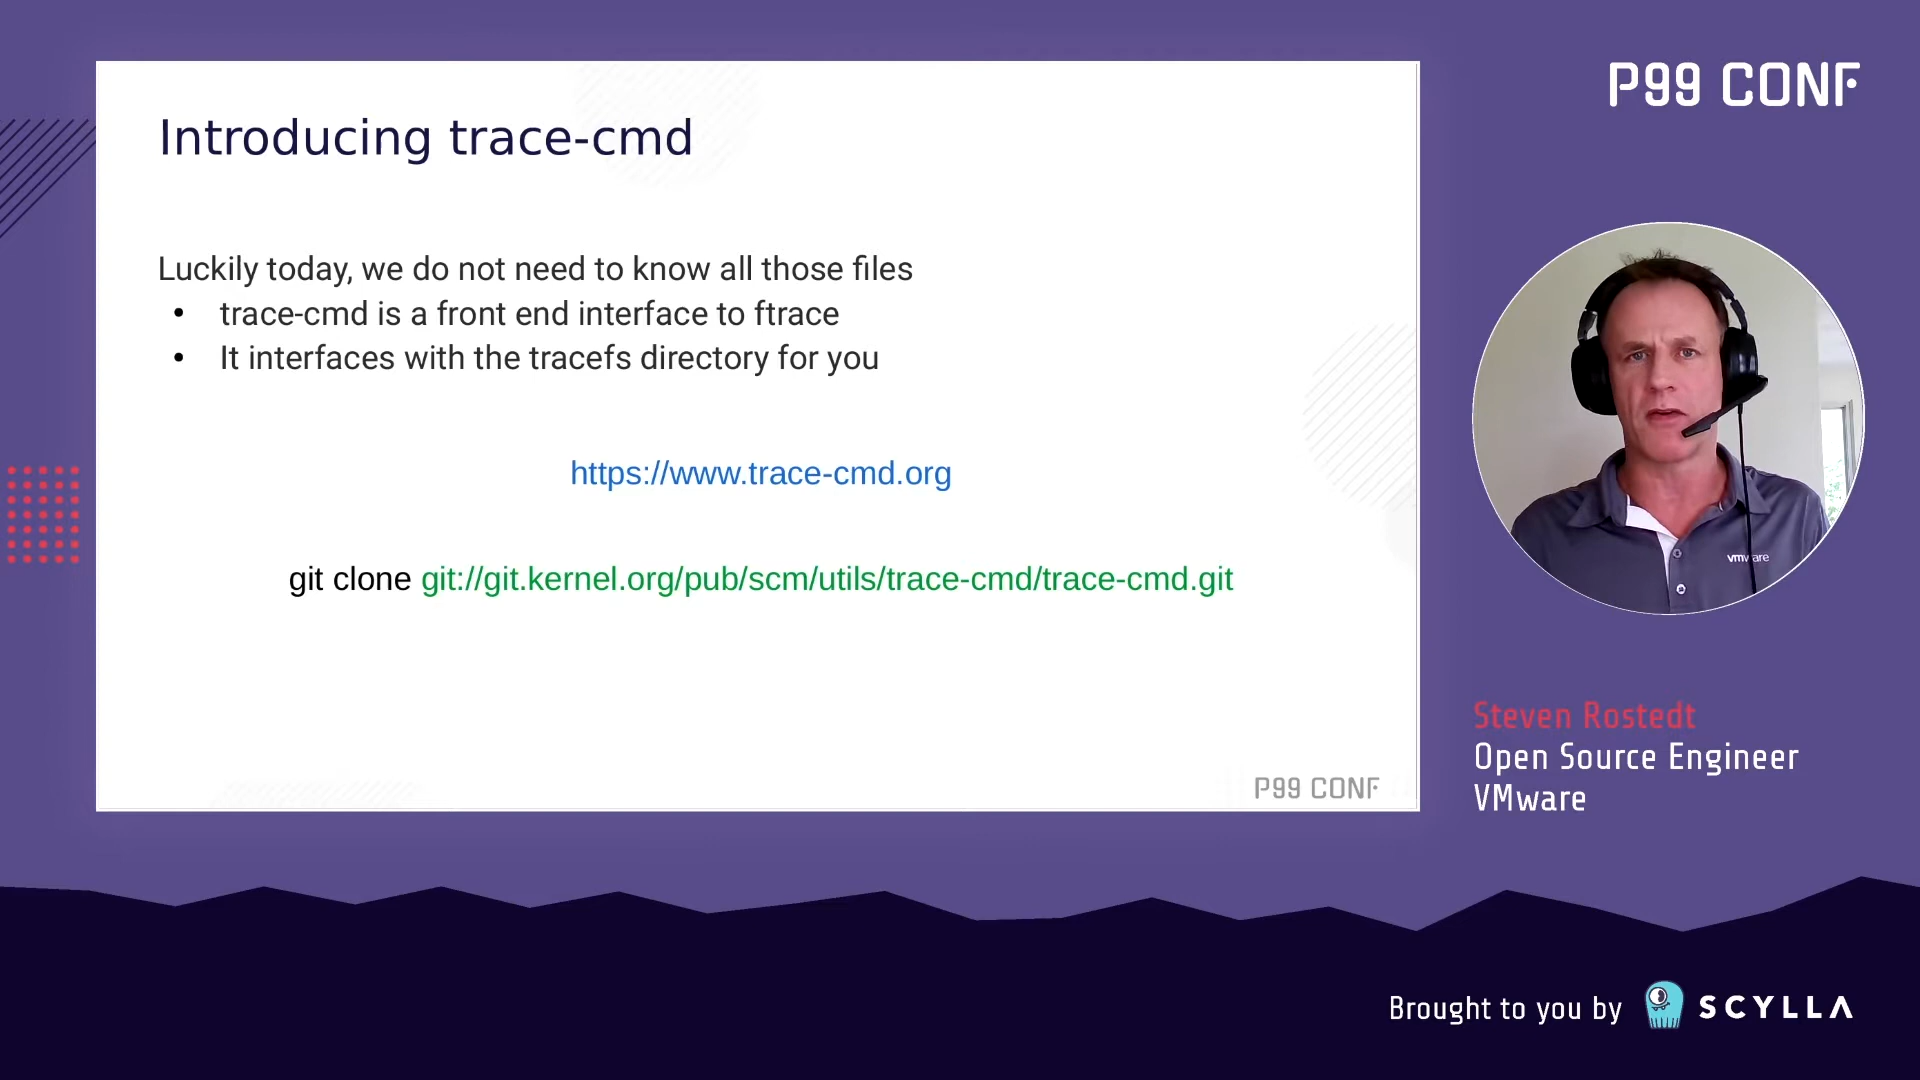 P99 CONF
Introducing trace-cmd
Luckily today, we do not need to know all those files
• trace-cmd is a front end interface to ftrace
• It interfaces with the tracefs directory for you
https://www.trace-cmd.org
git clone git://git.kernel.org/pub/scm/utils/trace-cmd/trace-cmd.git
P99 CONF
vmware
Steven Rostedt
Open Source Engineer
VMware
Brought to you by SCYLLA